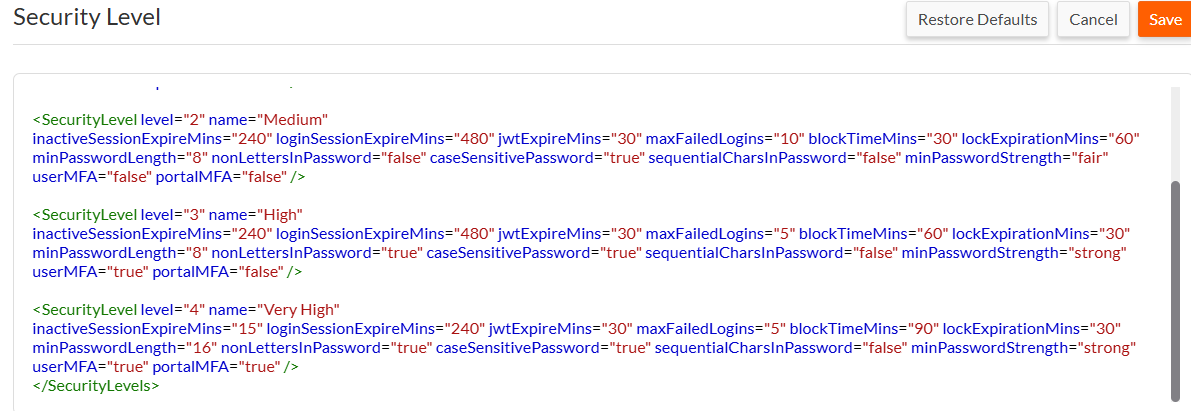 Security Level
Restore Defaults
Cancel
Save
<SecurityLevel level="2" name="Medium"
inactiveSessionExpireMins="240" loginSessionExpireMins="480" jwtExpireMins="30" maxFailedLogins="10" blockTimeMins="30" lockExpirationMins="60"
minPasswordLength="8" nonLettersInPassword="false" caseSensitivePassword="true" sequentialCharsInPassword="false" minPasswordStrength="fair"
userMFA="false" portalMFA="false" />
<SecurityLevel level="3" name="High"
inactiveSessionExpireMins="240" loginSessionExpireMins="480" jwtExpireMins="30" maxFailedLogins="5" blockTimeMins="60" lockExpirationMins="30"
minPasswordLength="8" nonLettersInPassword="true" caseSensitivePassword="true" sequentialCharsInPassword="false" minPasswordStrength="strong"
userMFA="true" portalMFA="false" />
<SecurityLevel level="4" name="Very High"
inactiveSessionExpireMins="15" loginSessionExpireMins="240" jwtExpireMins="30" maxFailedLogins="5" blockTimeMins="90" lockExpirationMins="30"
minPasswordLength="16" nonLettersInPassword="true" caseSensitivePassword="true" sequentialCharsInPassword="false" minPasswordStrength="strong"
userMFA="true" portalMFA="true" />
</SecurityLevels>